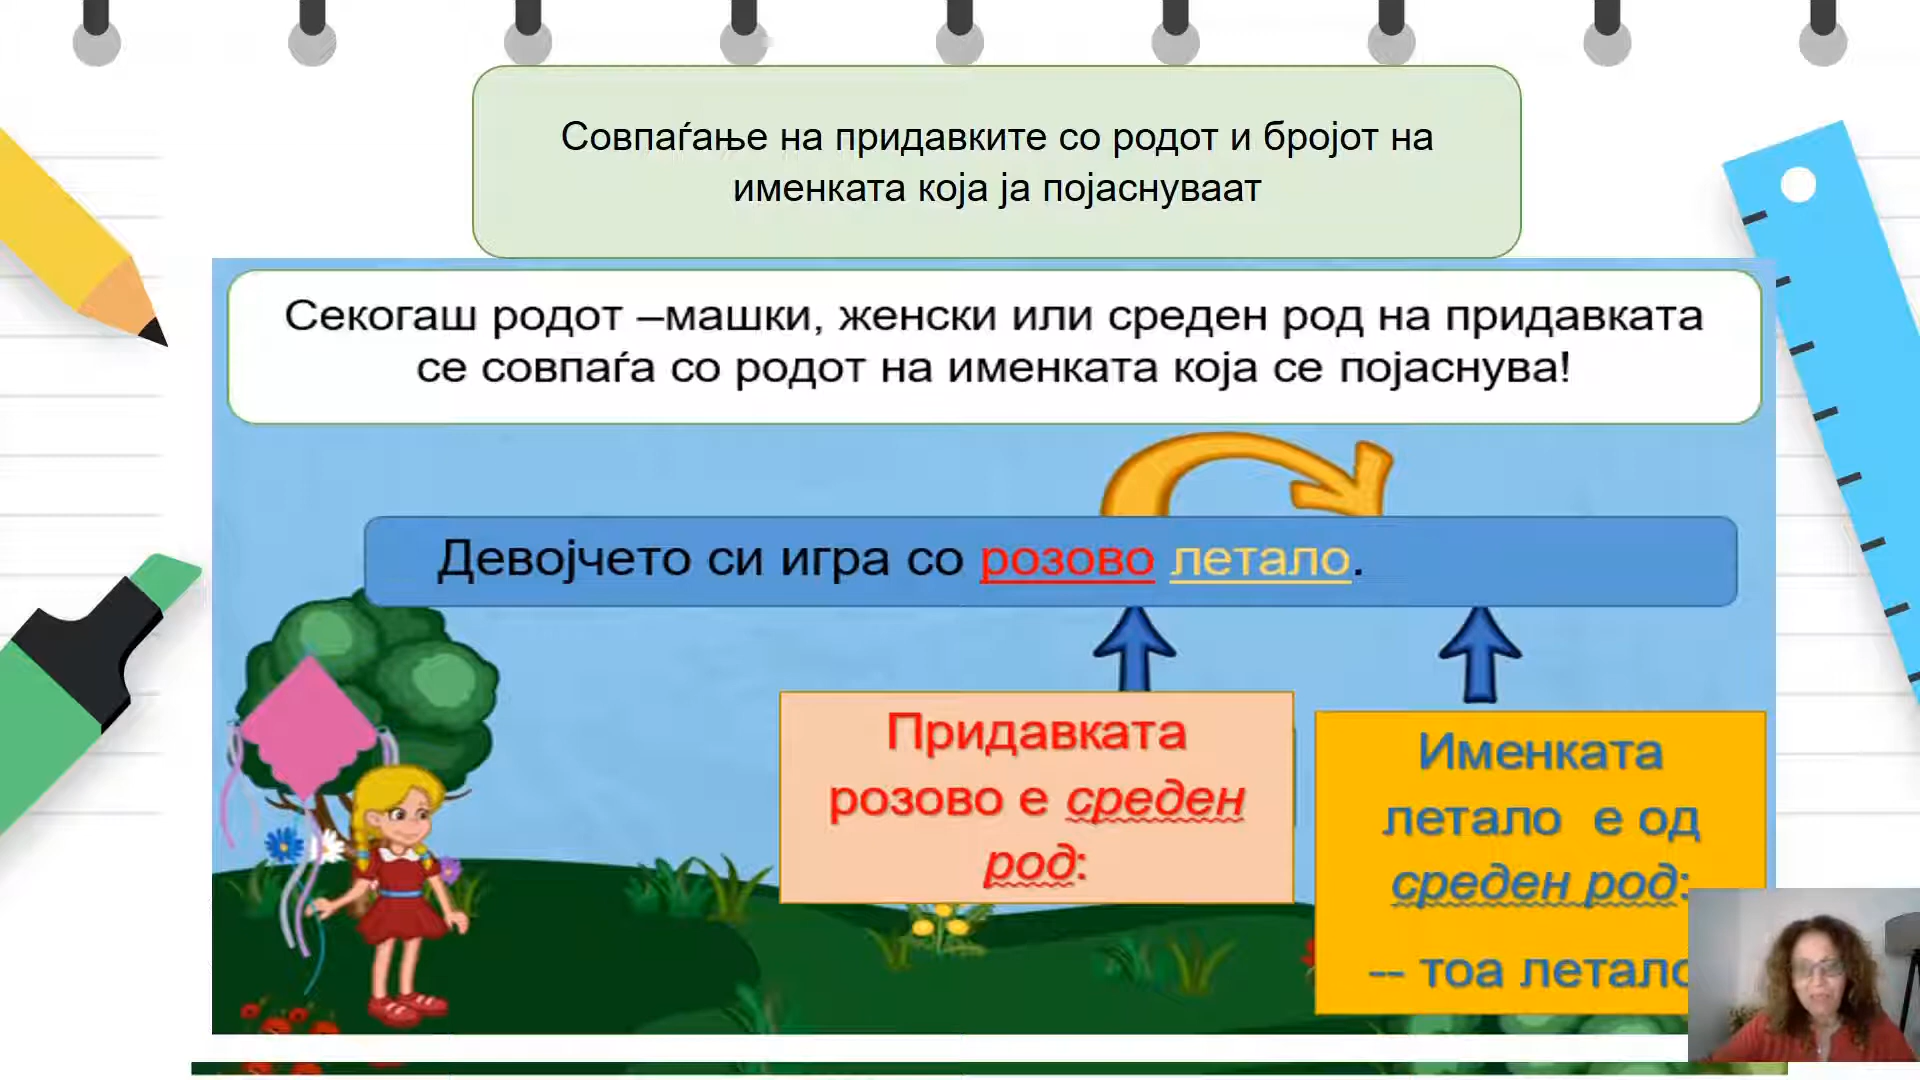 Совпаѓање на придавките со родот и бројот на
именката која ја појаснуваат
Секогаш родот –машки, женски или среден род на придавката
се совпаѓа со родот на именката која се појаснува!
Девојчето си игра со розово летало.
Придавката
розово е среден
род:
Именката
летало е од
среден род:
-- тоа летало